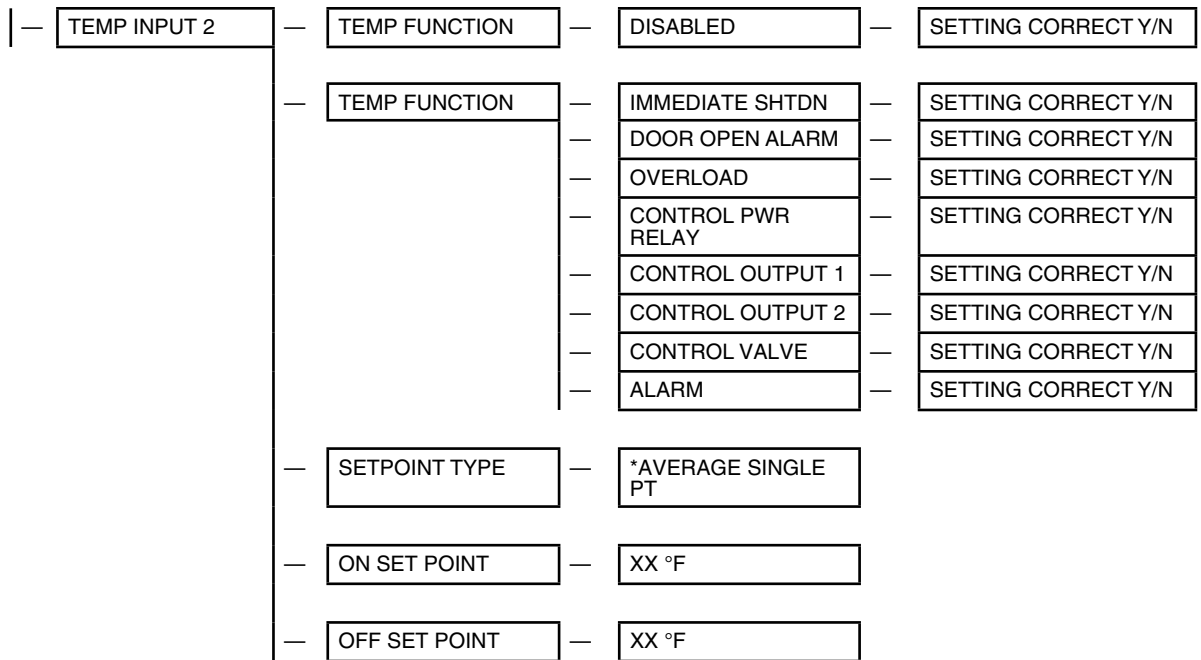 TEMP INPUT 2 — TEMP FUNCTION — DISABLED — SETTING CORRECT Y/N
— TEMP FUNCTION — IMMEDIATE SHTDN — SETTING CORRECT Y/N
— DOOR OPEN ALARM — SETTING CORRECT Y/N
— OVERLOAD — SETTING CORRECT Y/N
— CONTROL PWR — SETTING CORRECT Y/N
RELAY
— CONTROL OUTPUT 1 — SETTING CORRECT Y/N
— CONTROL OUTPUT 2 — SETTING CORRECT Y/N
— CONTROL VALVE — SETTING CORRECT Y/N
— ALARM — SETTING CORRECT Y/N
— SETPOINT TYPE — *AVERAGE SINGLE
PT
— ON SET POINT — XX °F
— OFF SET POINT — XX °F